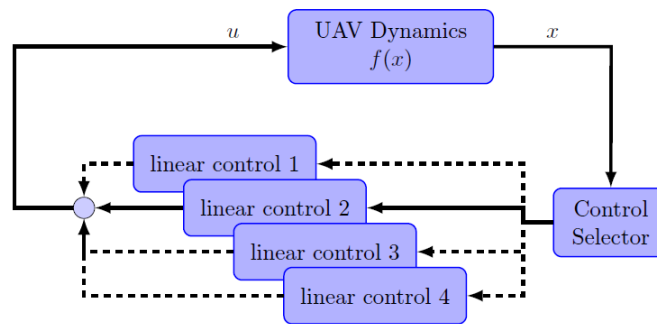 u
UAV Dynamics
f(x)
x
linear control 1
linear control 2
linear control 3
linear control 4
Control
Selector